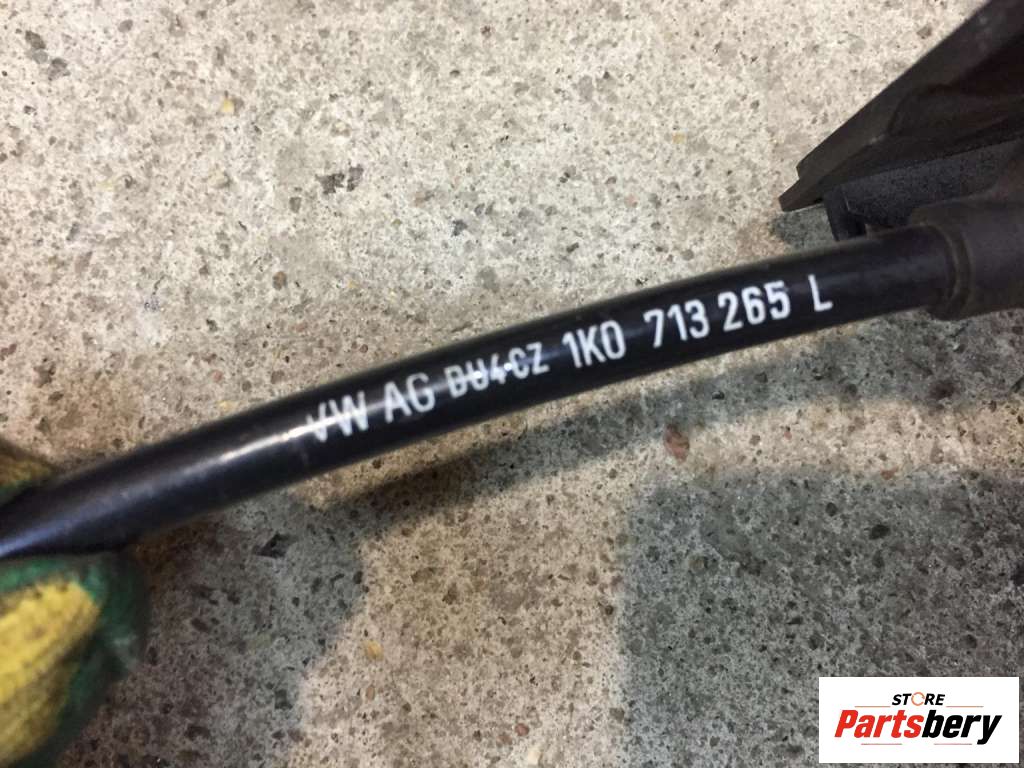 VW AG DU4CZ 1K0 713 265 L
STORE
Partsbery